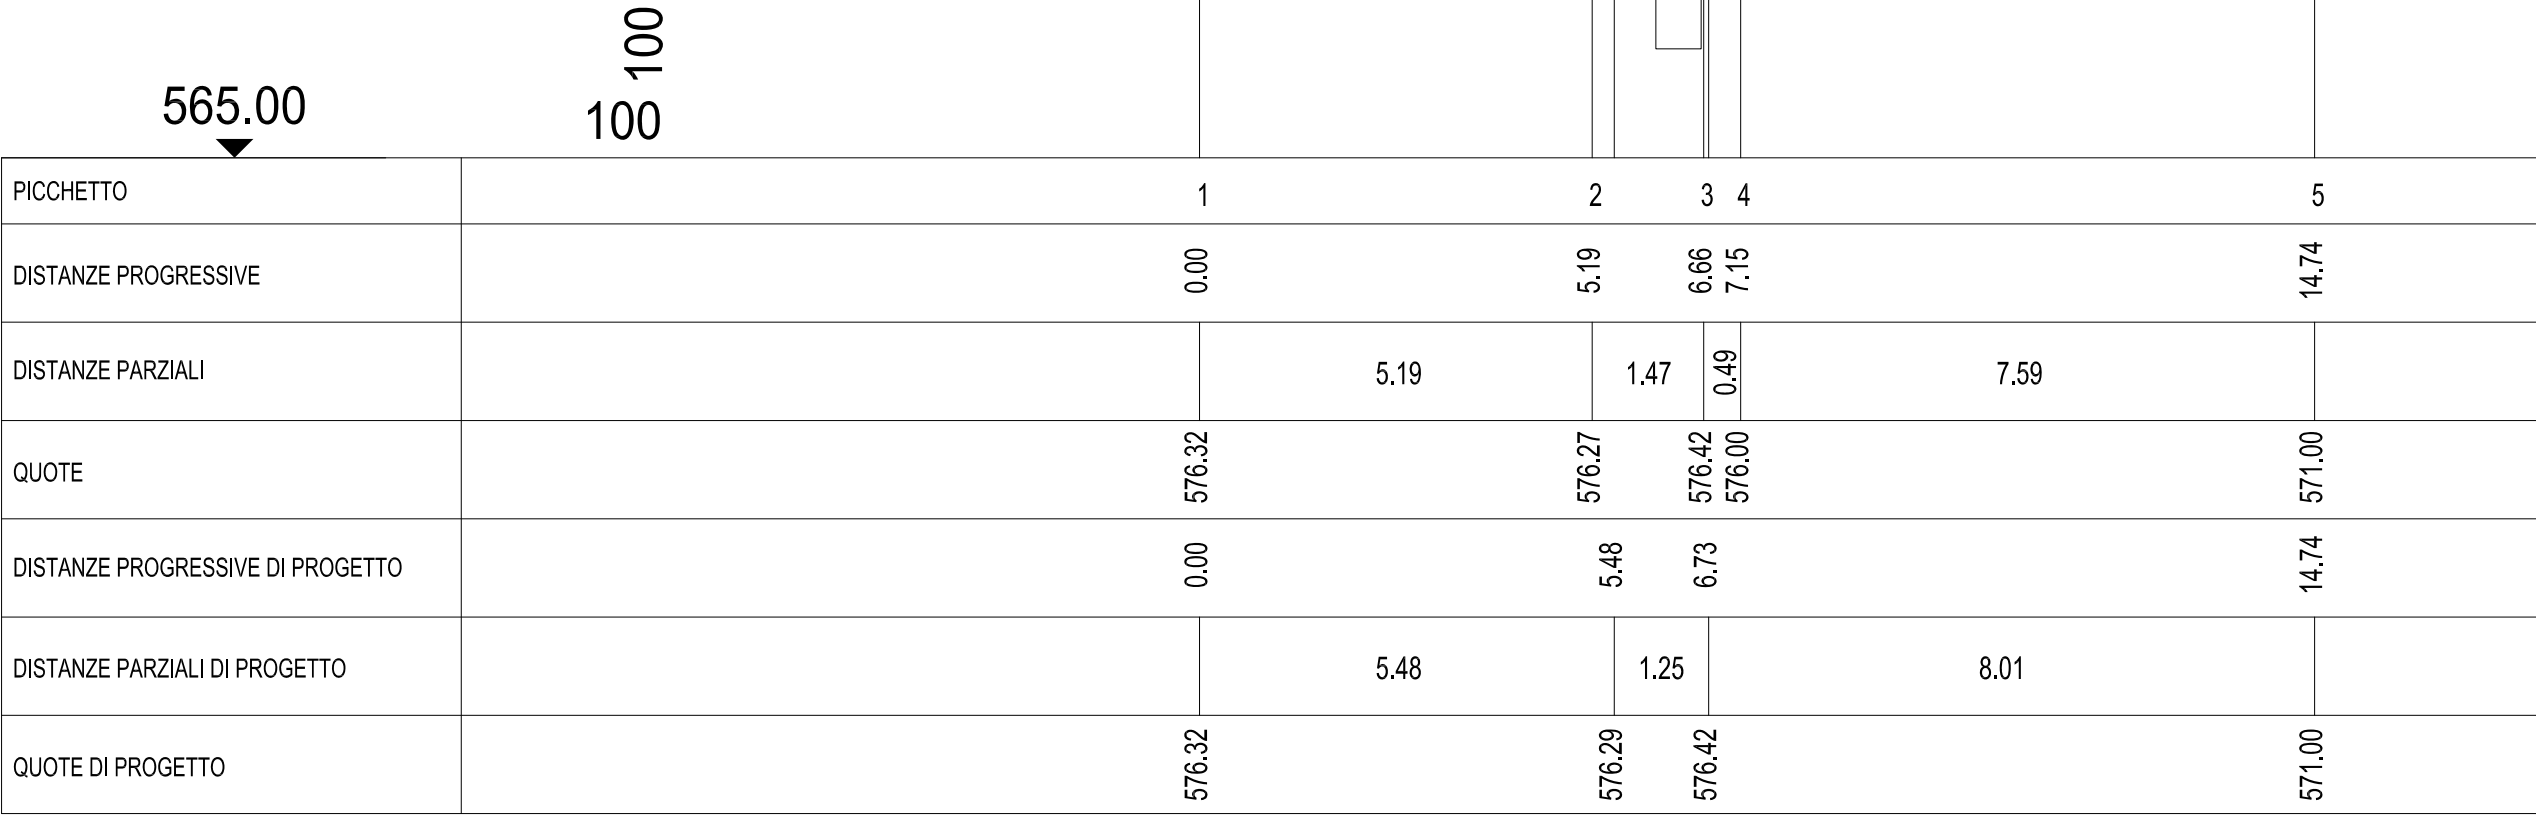 100
565.00
100
PICCHETTO 1 2 3 4 5
DISTANZE PROGRESSIVE 0.00 5.19 6.66 7.15 14.74
DISTANZE PARZIALI 5.19 1.47 0.49 7.59
QUOTE 576.32 576.27 576.42 576.00 571.00
DISTANZE PROGRESSIVE DI PROGETTO 0.00 5.48 6.73 14.74
DISTANZE PARZIALI DI PROGETTO 5.48 1.25 8.01
QUOTE DI PROGETTO 576.32 576.29 576.42 571.00